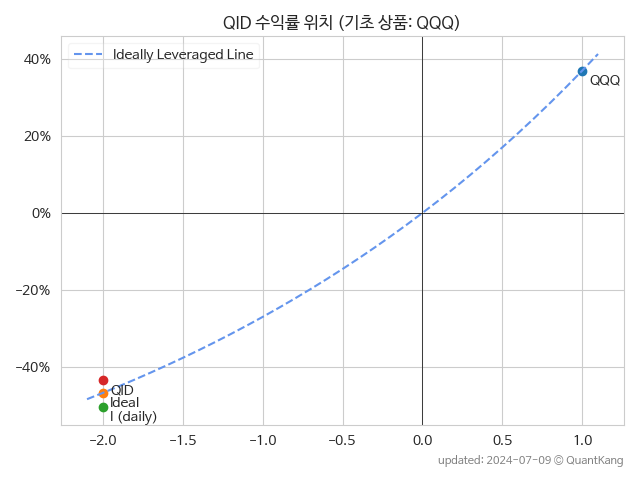 QID 수익률 위치 (기초 상품: QQQ)
Ideally Leveraged Line
40%
20%
0%
−20%
−40%
QQQ
QID
Ideal
l (daily)
−2.0 −1.5 −1.0 −0.5 0.0 0.5 1.0
updated: 2024-07-09 © QuantKang